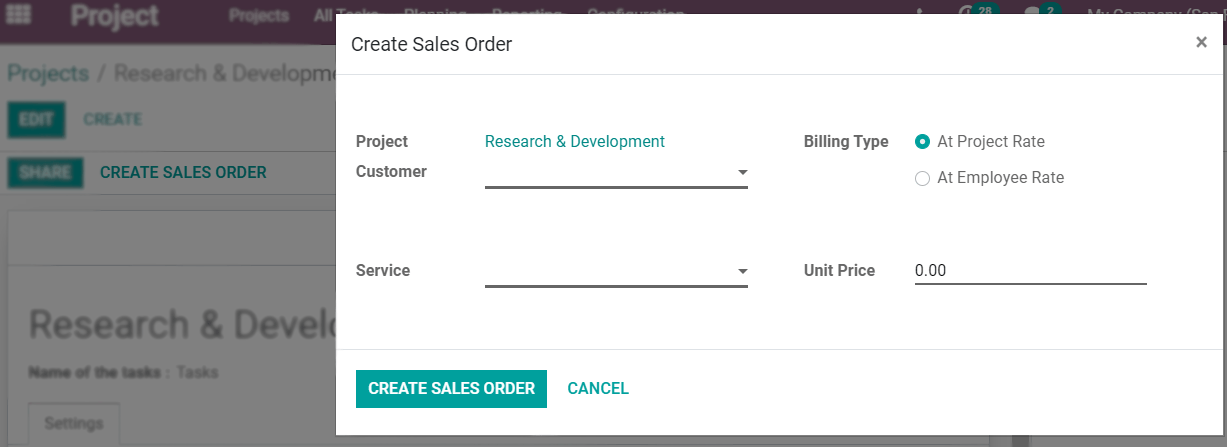 Project
Projects All Tasks Planning Reporting Configuration 28 2 My Company (San
Create Sales Order ×
Projects / Research & Developme
EDIT CREATE
SHARE CREATE SALES ORDER
Project Research & Development
Customer
Billing Type At Project Rate
At Employee Rate
Service
Unit Price 0.00
Research & Develo
Name of the tasks : Tasks
Settings
CREATE SALES ORDER CANCEL